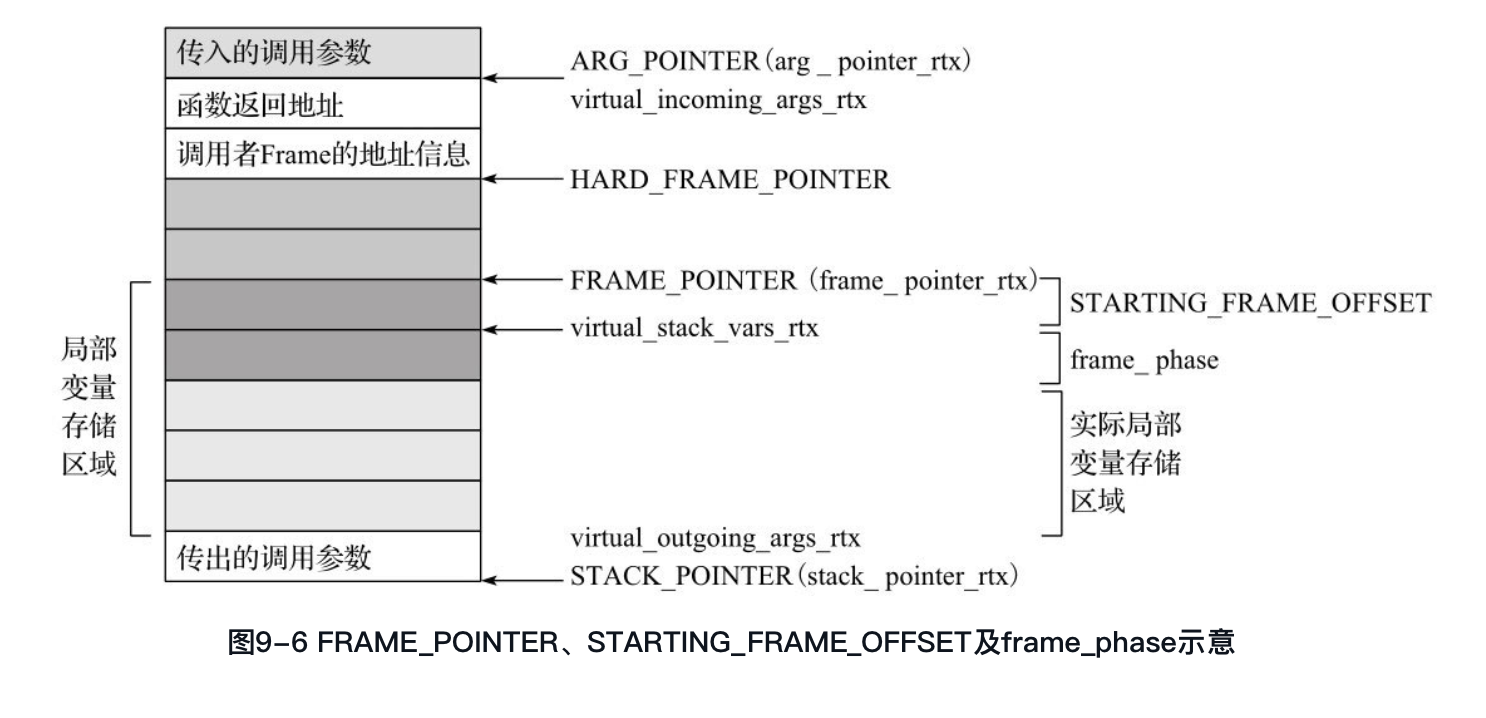 传入的调用参数
ARG_POINTER(arg _ pointer_rtx)
函数返回地址
virtual_incoming_args_rtx
调用者Frame的地址信息
HARD_FRAME_POINTER
FRAME_POINTER (frame_ pointer_rtx)
STARTING_FRAME_OFFSET
virtual_stack_vars_rtx
frame_ phase
局部
变量
存储
区域
实际局部
变量存储
区域
virtual_outgoing_args_rtx
传出的调用参数
STACK_POINTER(stack_ pointer_rtx)
图9-6 FRAME_POINTER、STARTING_FRAME_OFFSET及frame_phase示意